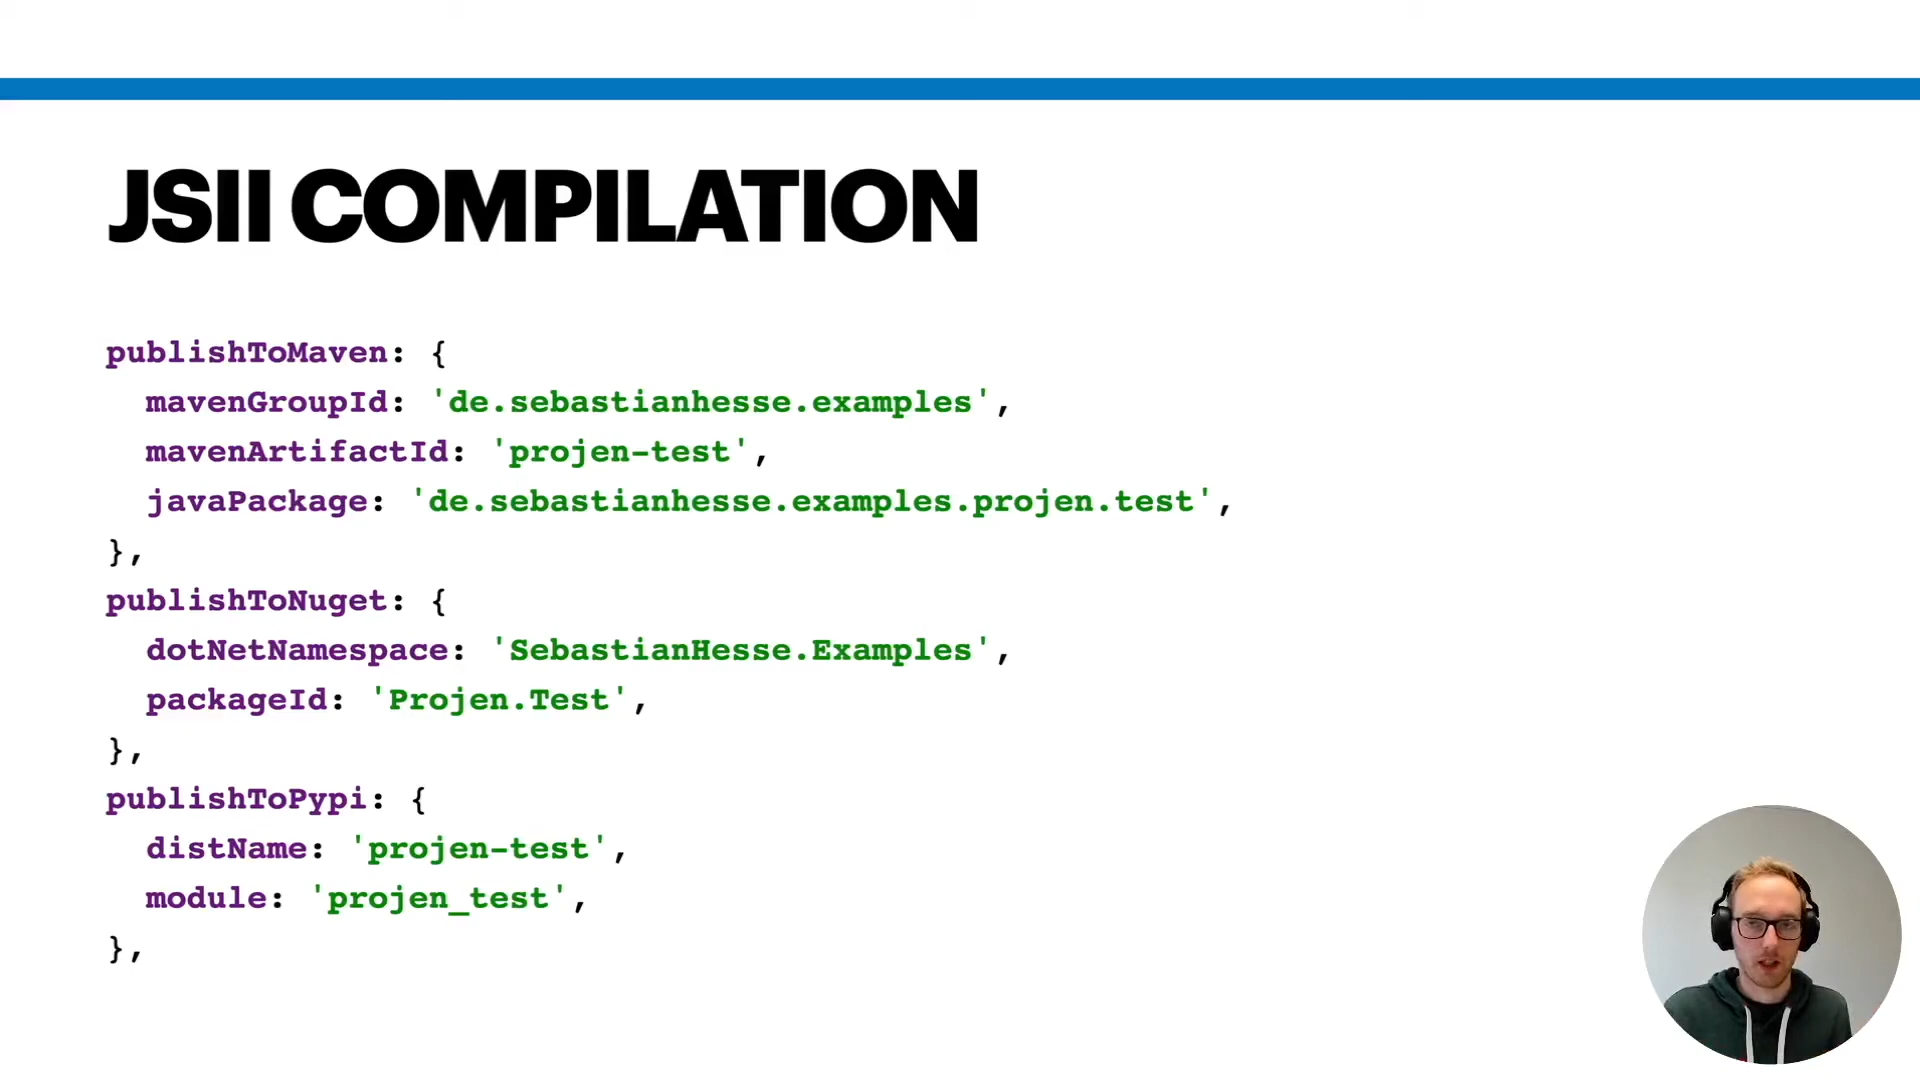 JSII COMPILATION
publishToMaven: {
mavenGroupId: 'de.sebastianhesse.examples',
mavenArtifactId: 'projen-test',
javaPackage: 'de.sebastianhesse.examples.projen.test',
},
publishToNuget: {
dotNetNamespace: 'SebastianHesse.Examples',
packageId: 'Projen.Test',
},
publishToPypi: {
distName: 'projen-test',
module: 'projen_test',
},